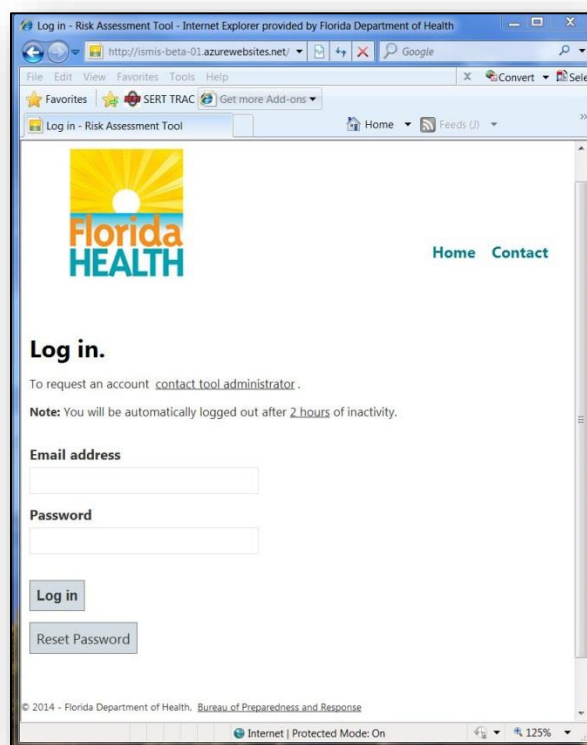 Log in - Risk Assessment Tool - Internet Explorer provided by Florida Department of Health
http://ismis-beta-01.azurewebsites.net/
Google
File Edit View Favorites Tools Help
X Convert Sele
Favorites SERT TRAC Get more Add-ons
Log in - Risk Assessment Tool Home Feeds (J) »
Florida
HEALTH
Home Contact
Log in.
To request an account contact tool administrator .
Note: You will be automatically logged out after 2 hours of inactivity.
Email address
Password
Log in
Reset Password
© 2014 - Florida Department of Health, Bureau of Preparedness and Response
Internet | Protected Mode: On 125%